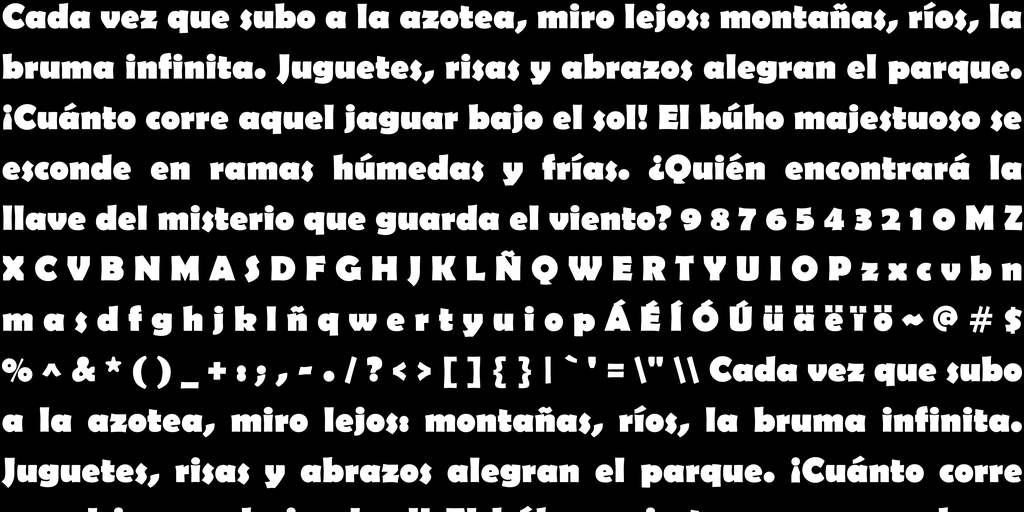 Cada vez que subo a la azotea, miro lejos: montañas, ríos, la
bruma infinita. Juguetes, risas y abrazos alegran el parque.
¡Cuánto corre aquel jaguar bajo el sol! El búho majestuoso se
esconde en ramas húmedas y frías. ¿Quién encontrará la
llave del misterio que guarda el viento? 9 8 7 6 5 4 3 2 1 0 M Z
X C V B N M A S D F G H J K L Ñ Q W E R T Y U I O P z x c v b n
m a s d f g h j k l ñ q w e r t y u i o p Á É Í Ó Ú ü ä ë ï ö ~ @ # $
% ^ & * ( ) _ + : ; , - . / ? < > [ ] { } | ` ' = \" \\ Cada vez que subo
a la azotea, miro lejos: montañas, ríos, la bruma infinita.
Juguetes, risas y abrazos alegran el parque. ¡Cuánto corre